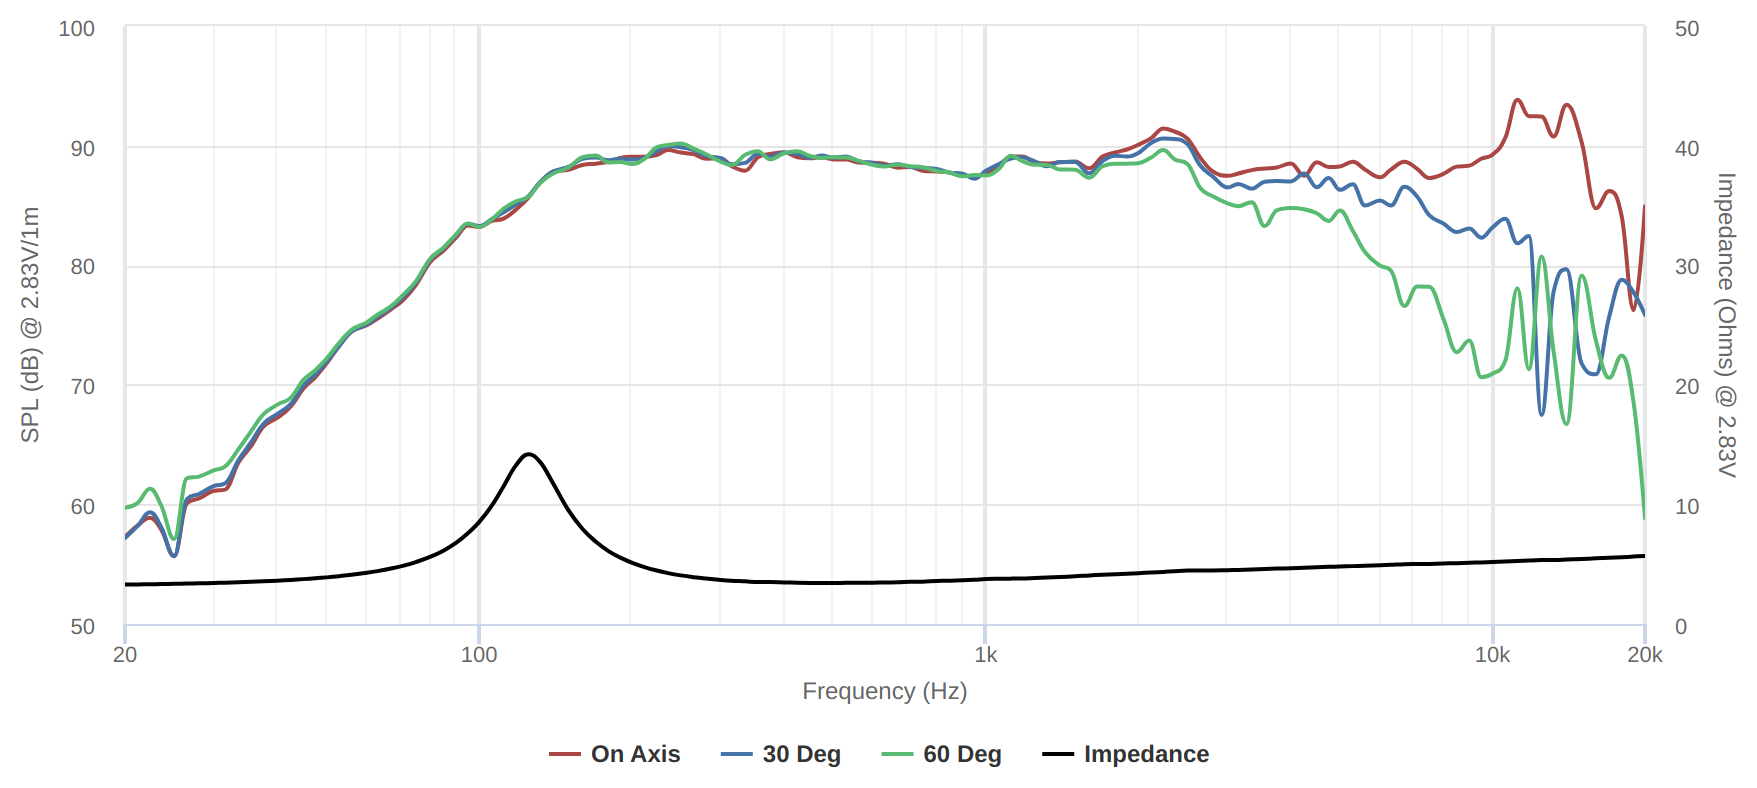 100
90
80
70
60
50
SPL (dB) @ 2.83V/1m
50
40
30
20
10
0
Impedance (Ohms) @ 2.83V
20
100
1k
10k
20k
Frequency (Hz)
On Axis
30 Deg
60 Deg
Impedance